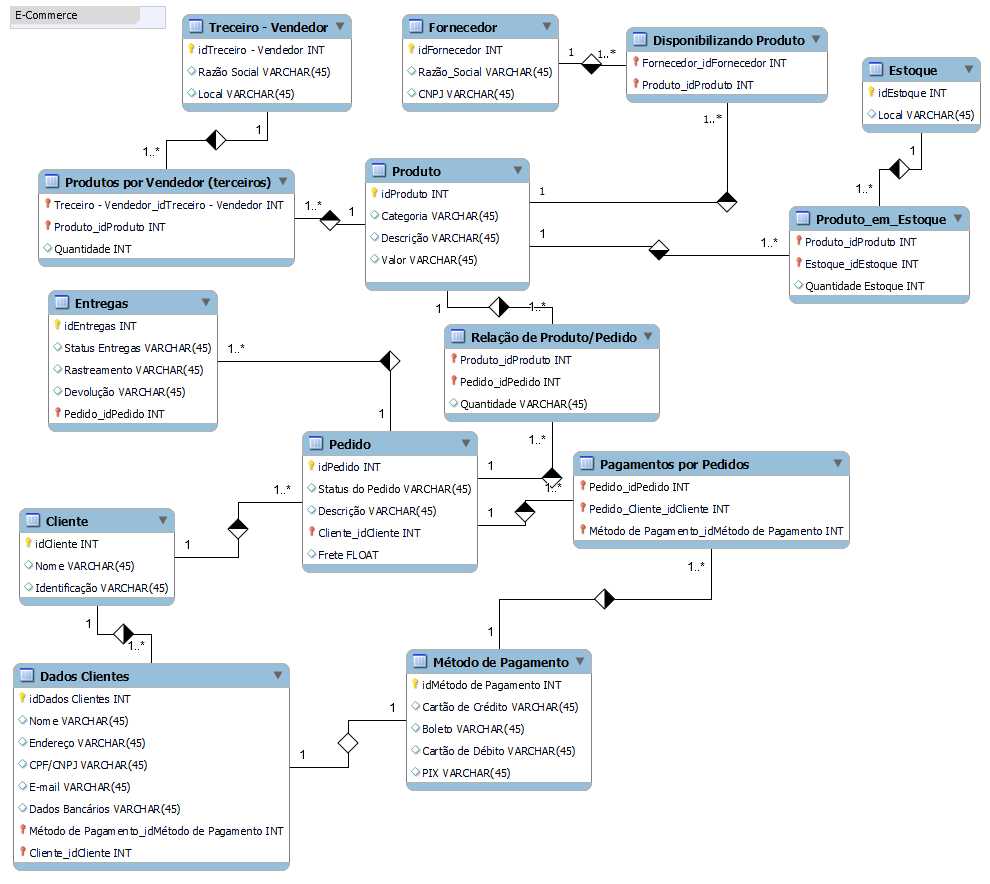 E-Commerce
Treceiro - Vendedor
idTreceiro - Vendedor INT
Razão Social VARCHAR(45)
Local VARCHAR(45)
Fornecedor
idFornecedor INT
Razão_Social VARCHAR(45)
CNPJ VARCHAR(45)
1
1..*
Disponibilizando Produto
Fornecedor_idFornecedor INT
Produto_idProduto INT
Estoque
idEstoque INT
Local VARCHAR(45)
1
1..*
1..*
1
1..*
Produtos por Vendedor (terceiros)
Treceiro - Vendedor_idTreceiro - Vendedor INT
Produto_idProduto INT
Quantidade INT
1..*
1
Produto
idProduto INT
Categoria VARCHAR(45)
Descrição VARCHAR(45)
Valor VARCHAR(45)
1
1
1..*
Produto_em_Estoque
Produto_idProduto INT
Estoque_idEstoque INT
Quantidade Estoque INT
1
1..*
Entregas
idEntregas INT
Status Entregas VARCHAR(45)
Rastreamento VARCHAR(45)
Devolução VARCHAR(45)
Pedido_idPedido INT
1..*
1
Relação de Produto/Pedido
Produto_idProduto INT
Pedido_idPedido INT
Quantidade VARCHAR(45)
1..*
Pedido
idPedido INT
Status do Pedido VARCHAR(45)
Descrição VARCHAR(45)
Cliente_idCliente INT
Frete FLOAT
1
1..*
1
Pagamentos por Pedidos
Pedido_idPedido INT
Pedido_Cliente_idCliente INT
Método de Pagamento_idMétodo de Pagamento INT
1..*
1
Cliente
idCliente INT
Nome VARCHAR(45)
Identificação VARCHAR(45)
1
1..*
1..*
1
Dados Clientes
idDados Clientes INT
Nome VARCHAR(45)
Endereço VARCHAR(45)
CPF/CNPJ VARCHAR(45)
E-mail VARCHAR(45)
Dados Bancários VARCHAR(45)
Método de Pagamento_idMétodo de Pagamento INT
Cliente_idCliente INT
1
1
Método de Pagamento
idMétodo de Pagamento INT
Cartão de Crédito VARCHAR(45)
Boleto VARCHAR(45)
Cartão de Débito VARCHAR(45)
PIX VARCHAR(45)